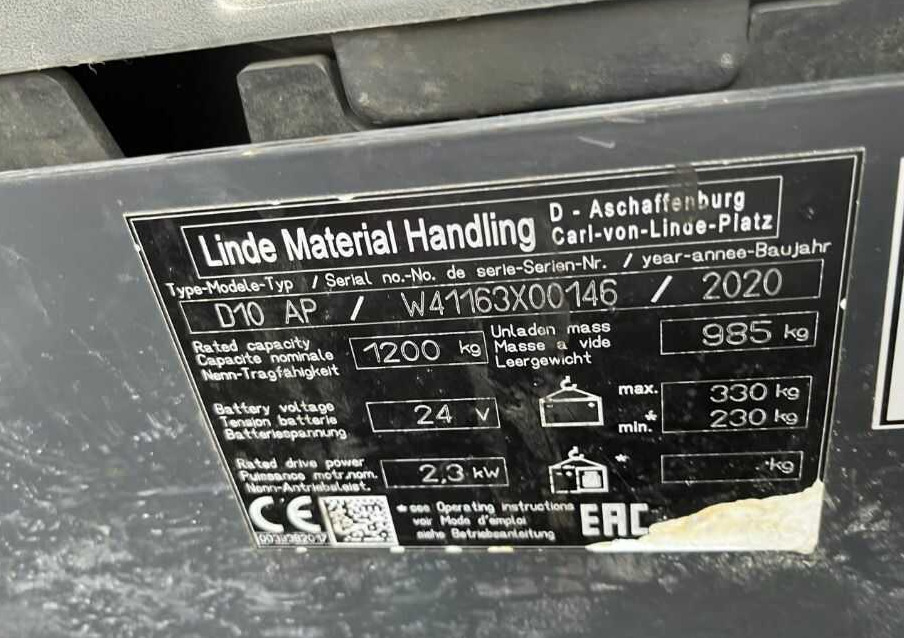 Linde Material Handling
D - Aschaffenburg
Carl-von-Linde-Platz
Type-Modele-Typ / Serial no.-No. de serie-Serien-Nr. / year-annee-Baujahr
D10 AP / W41163X00146 / 2020
Rated capacity
Capacite nominale
Nenn-Tragfähigkeit
1200 kg
Unladen mass
Masse a vide
Leergewicht
985 kg
Battery voltage
Tension batterie
Batteriespannung
24 V
max. 330 kg
* min. 230 kg
Rated drive power
Puissance motr.nom.
Nenn-Antriebsleist.
2,3 kW
*
kg
CE
* see Operating instructions
voir Mode d'emploi
siehe Betriebsanleitung
EAC